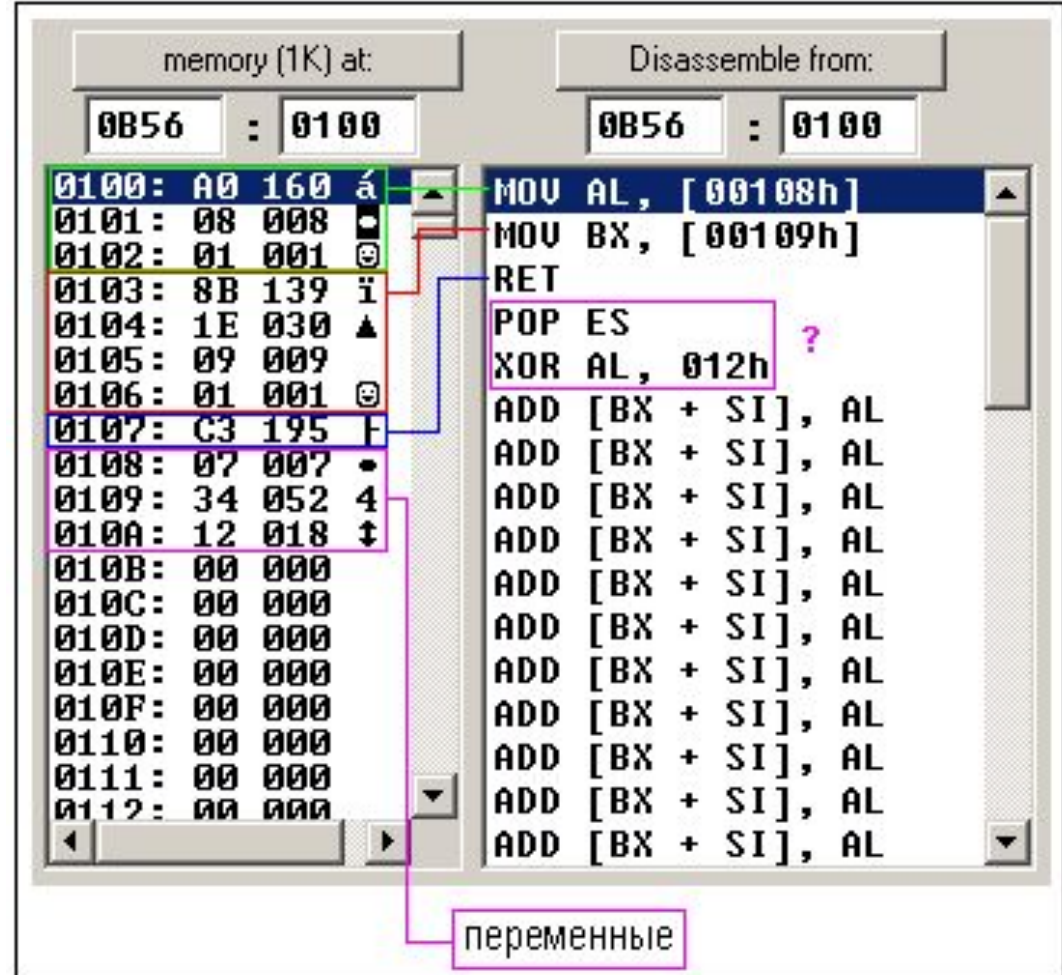 memory (1K) at:
Disassemble from:
0B56 : 0100
0B56 : 0100
0100: A0 160 á
0101: 08 008 ◘
0102: 01 001 ☺
0103: 8B 139 ï
0104: 1E 030 ▲
0105: 09 009
0106: 01 001 ☺
0107: C3 195 ├
0108: 07 007 •
0109: 34 052 4
010A: 12 018 ↕
010B: 00 000
010C: 00 000
010D: 00 000
010E: 00 000
010F: 00 000
0110: 00 000
0111: 00 000
0112: 00 000
MOV AL, [00108h]
MOV BX, [00109h]
RET
POP ES
XOR AL, 012h
?
ADD [BX + SI], AL
ADD [BX + SI], AL
ADD [BX + SI], AL
ADD [BX + SI], AL
ADD [BX + SI], AL
ADD [BX + SI], AL
ADD [BX + SI], AL
ADD [BX + SI], AL
ADD [BX + SI], AL
ADD [BX + SI], AL
ADD [BX + SI], AL
переменные